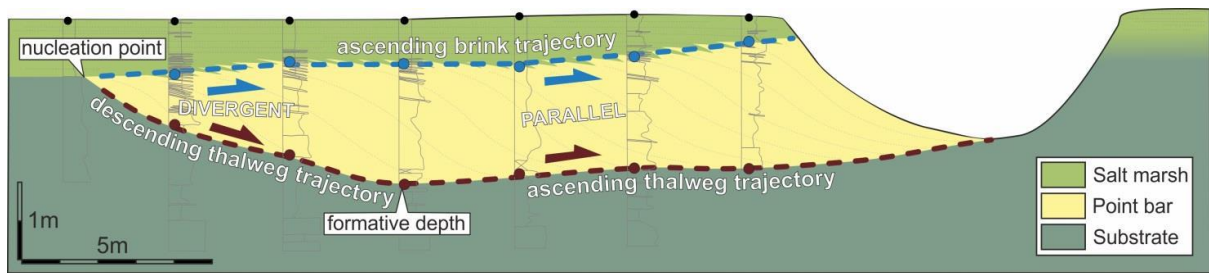 nucleation point
ascending brink trajectory
DIVERGENT
PARALLEL
descending thalweg trajectory
ascending thalweg trajectory
formative depth
1m
5m
Salt marsh
Point bar
Substrate